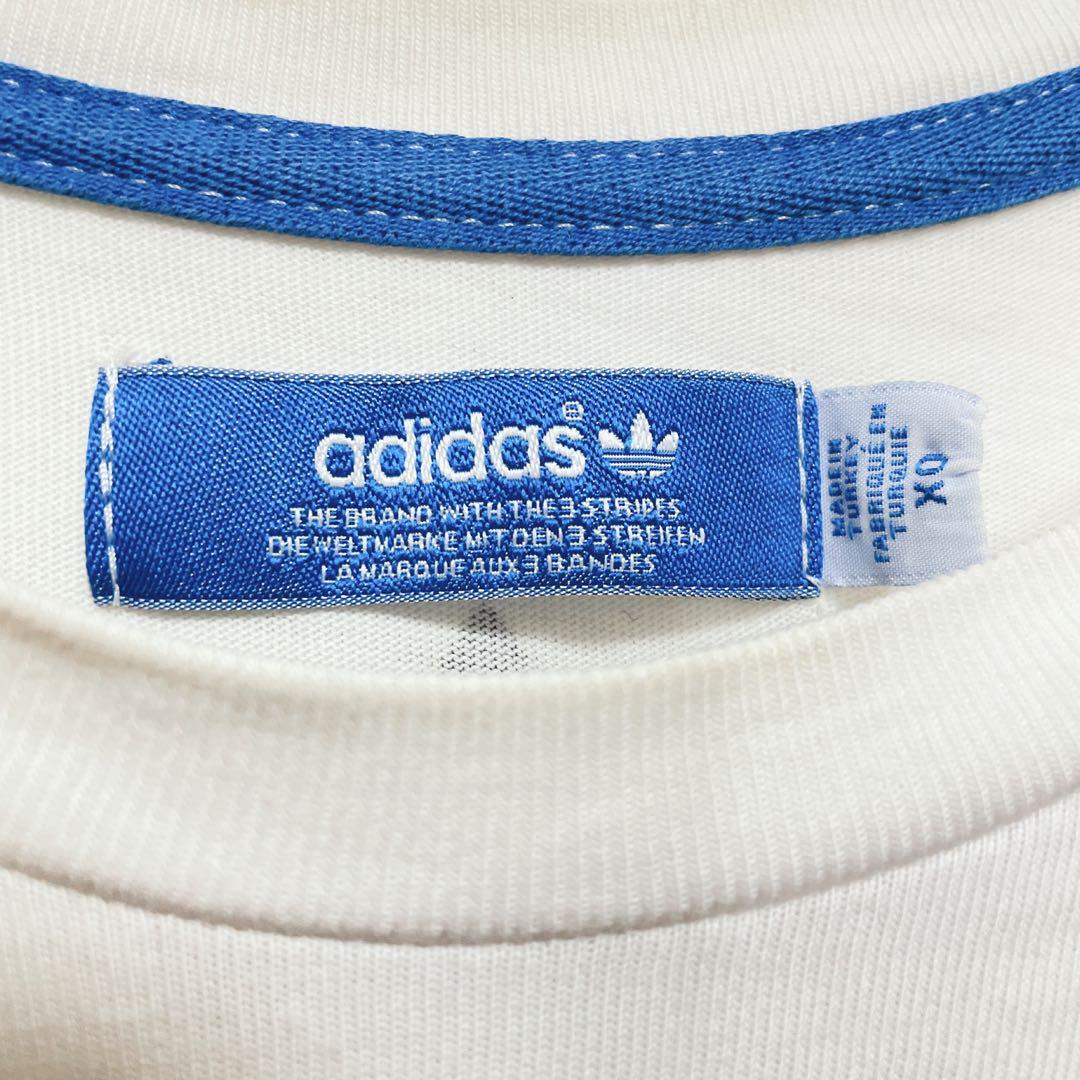 adidas®
THE BRAND WITH THE 3-STRIPES
DIE WELTMARKE MIT DEN 3-STREIFEN
LA MARQUE AUX 3 BANDES
MADE IN
TURKEY
FABRIQUÉ EN
TURQUIE
XO